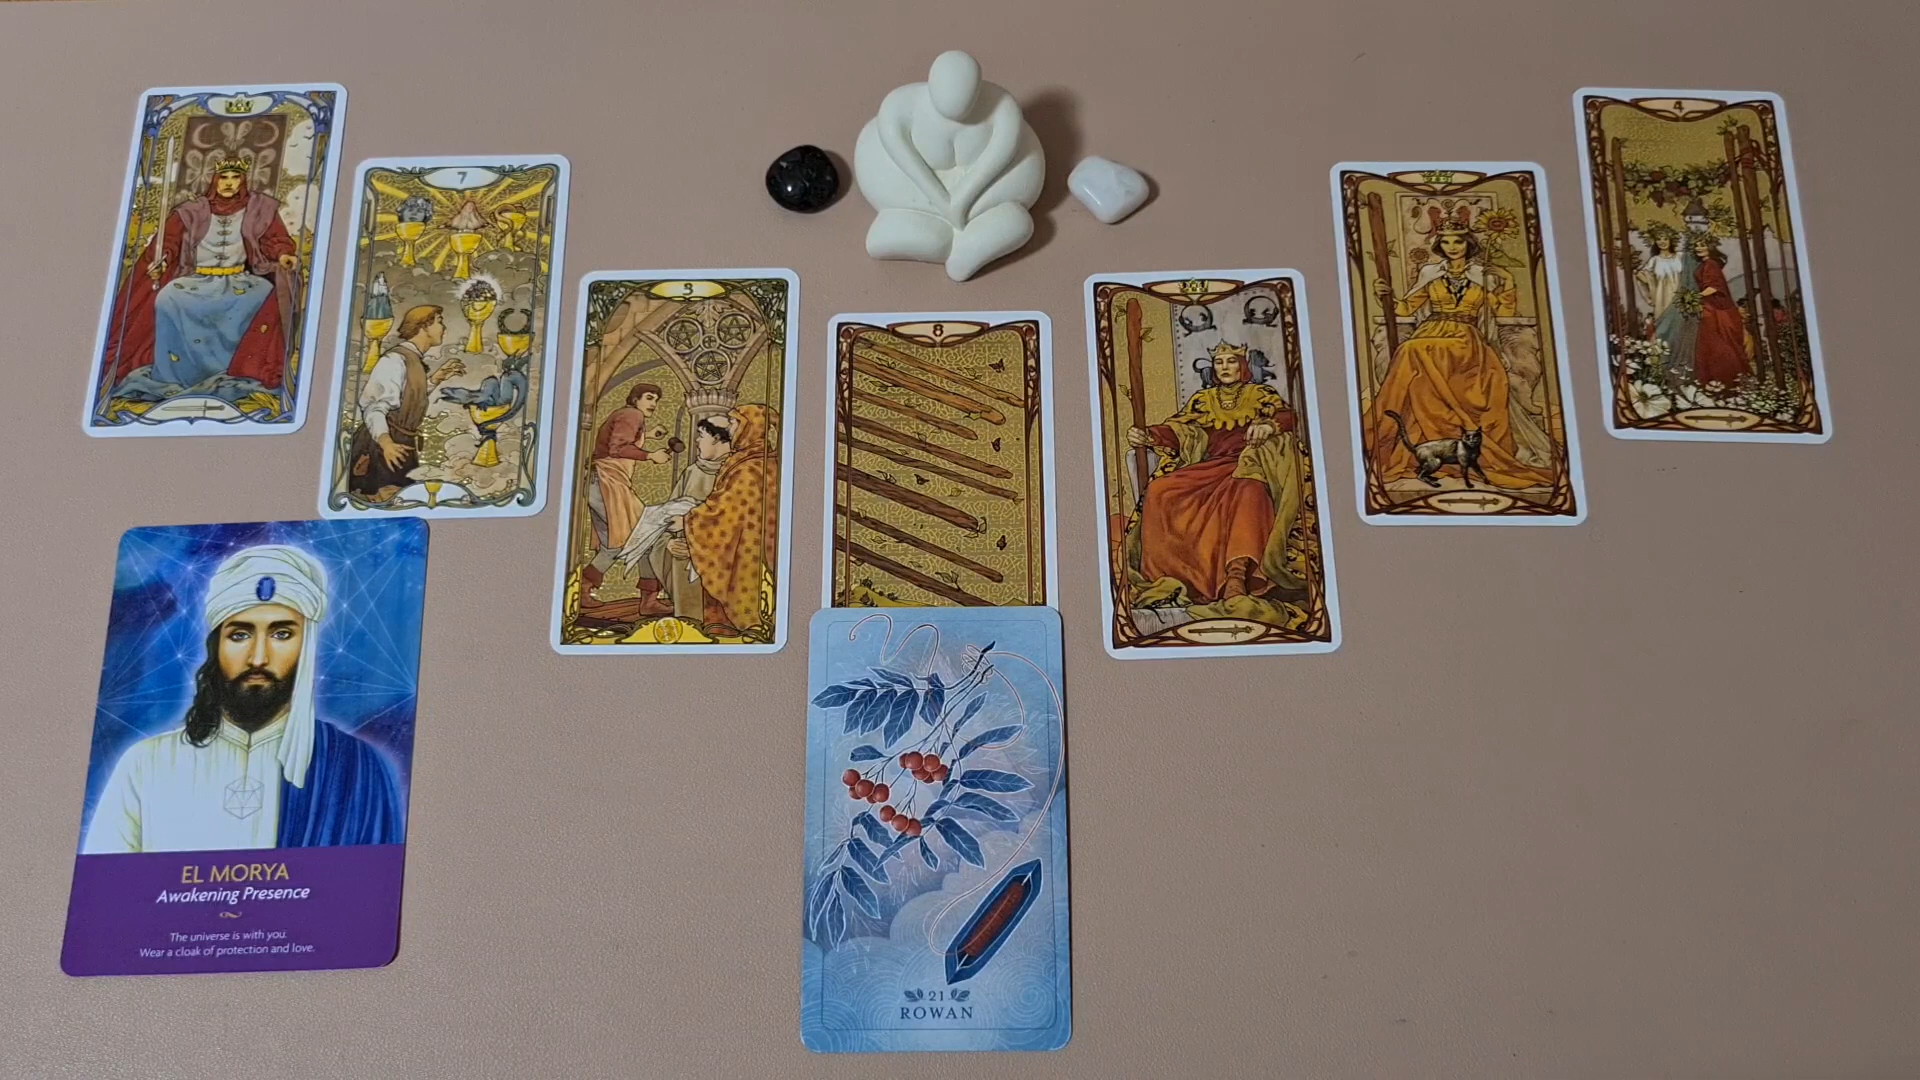 7
3
8
4
EL MORYA
Awakening Presence
The universe is with you.
Wear a cloak of protection and love.
21
ROWAN